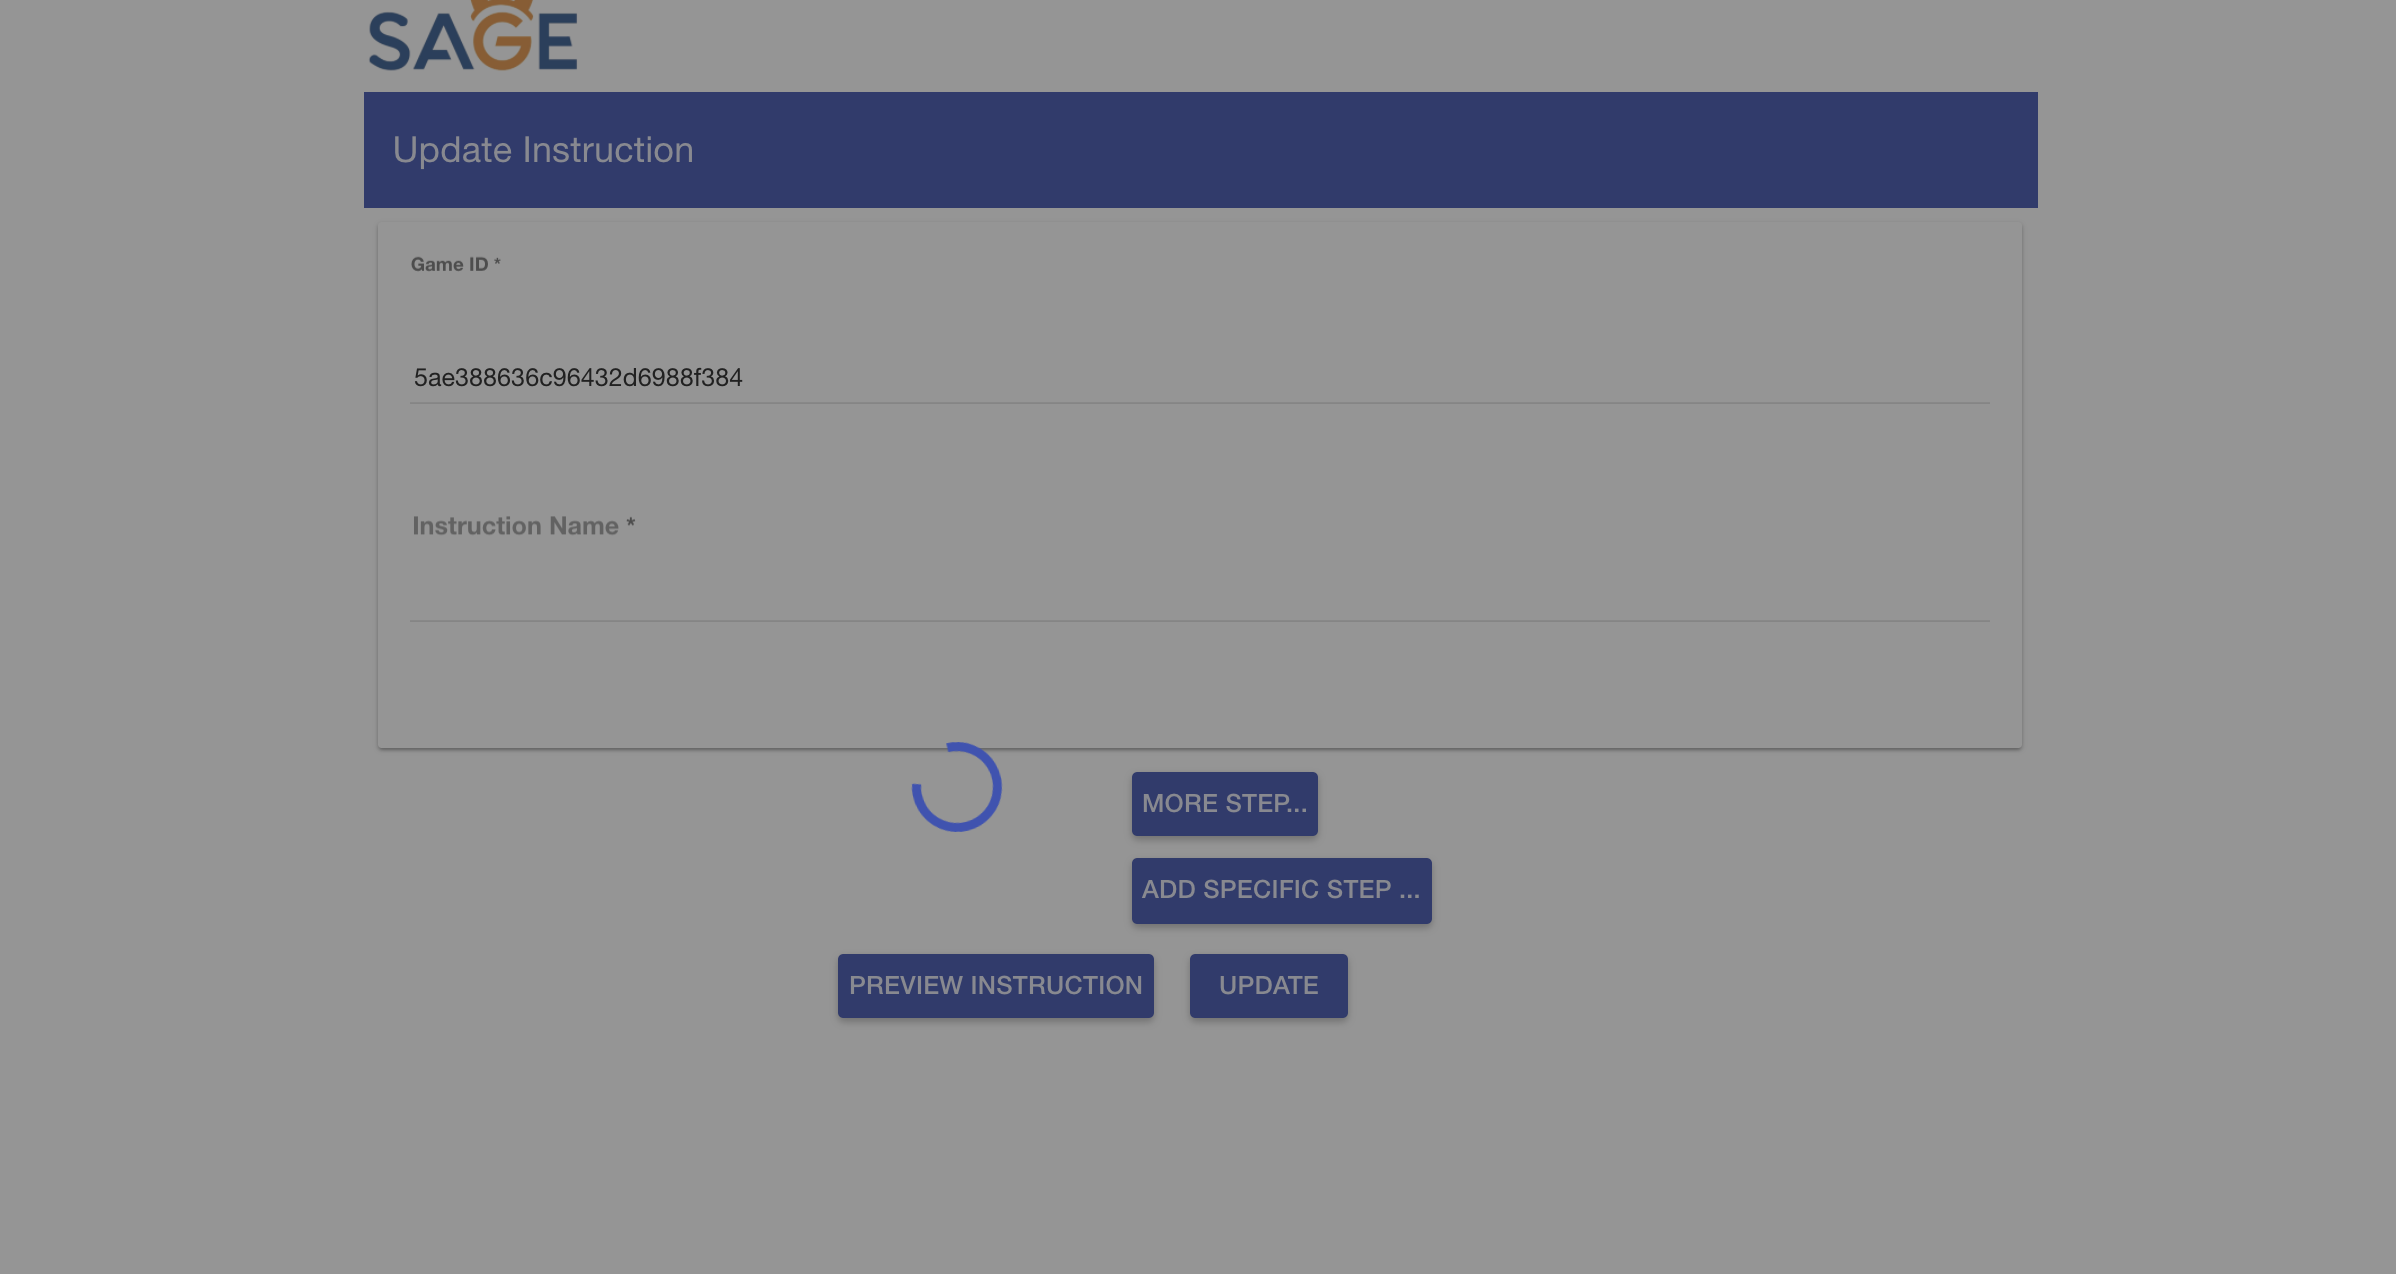 SAGE
Update Instruction
Game ID *
5ae388636c96432d6988f384
Instruction Name *
MORE STEP...
ADD SPECIFIC STEP ...
PREVIEW INSTRUCTION
UPDATE